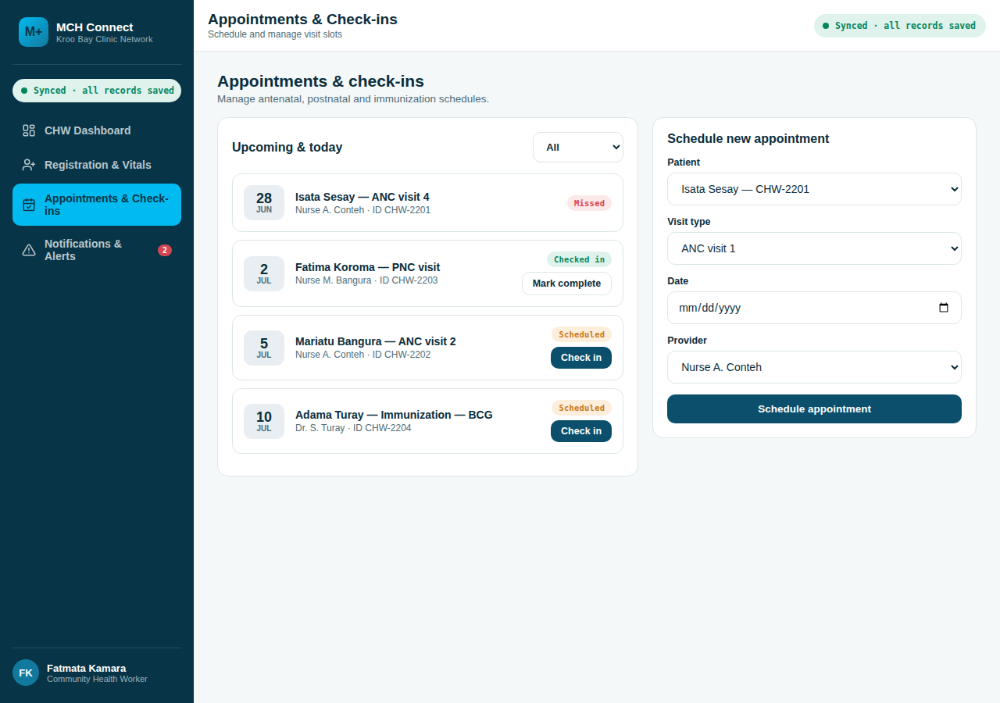 M+
MCH Connect
Kroo Bay Clinic Network
Synced · all records saved
CHW Dashboard
Registration & Vitals
Appointments & Check-
ins
Notifications &
Alerts
2
FK
Fatmata Kamara
Community Health Worker
Appointments & Check-ins
Schedule and manage visit slots
Synced · all records saved
Appointments & check-ins
Manage antenatal, postnatal and immunization schedules.
Upcoming & today
All
28
JUN
Isata Sesay — ANC visit 4
Nurse A. Conteh · ID CHW-2201
Missed
2
JUL
Fatima Koroma — PNC visit
Nurse M. Bangura · ID CHW-2203
Checked in
Mark complete
5
JUL
Mariatu Bangura — ANC visit 2
Nurse A. Conteh · ID CHW-2202
Scheduled
Check in
10
JUL
Adama Turay — Immunization — BCG
Dr. S. Turay · ID CHW-2204
Scheduled
Check in
Schedule new appointment
Patient
Isata Sesay — CHW-2201
Visit type
ANC visit 1
Date
mm/dd/yyyy
Provider
Nurse A. Conteh
Schedule appointment